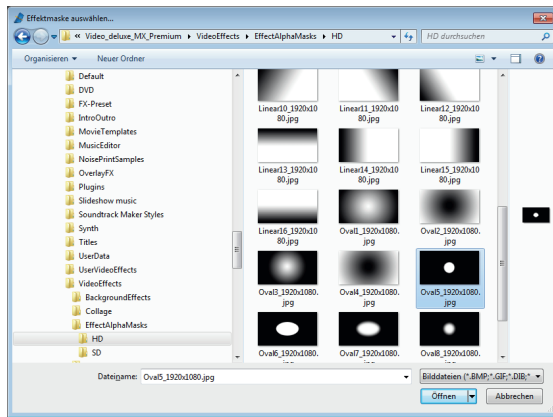 Effektmaske auswählen...
« Video_deluxe_MX_Premium ▸ VideoEffects ▸ EffectAlphaMasks ▸ HD
HD durchsuchen
Organisieren ▾ Neuer Ordner
Default
DVD
FX-Preset
IntroOutro
MovieTemplates
MusicEditor
NoisePrintSamples
OverlayFX
Plugins
Slideshow music
Soundtrack Maker Styles
Synth
Titles
UserData
UserVideoEffects
VideoEffects
BackgroundEffects
Collage
EffectAlphaMasks
HD
SD
Linear10_1920x10
80.jpg
Linear11_1920x10
80.jpg
Linear12_1920x10
80.jpg
Linear13_1920x10
80.jpg
Linear14_1920x10
80.jpg
Linear15_1920x10
80.jpg
Linear16_1920x10
80.jpg
Oval1_1920x1080.
jpg
Oval2_1920x1080.
jpg
Oval3_1920x1080.
jpg
Oval4_1920x1080.
jpg
Oval5_1920x1080.
jpg
Oval6_1920x1080.
jpg
Oval7_1920x1080.
jpg
Oval8_1920x1080.
jpg
Dateiname: Oval5_1920x1080.jpg
Bilddateien (*.BMP;*.GIF;*.DIB;*
Öffnen
Abbrechen